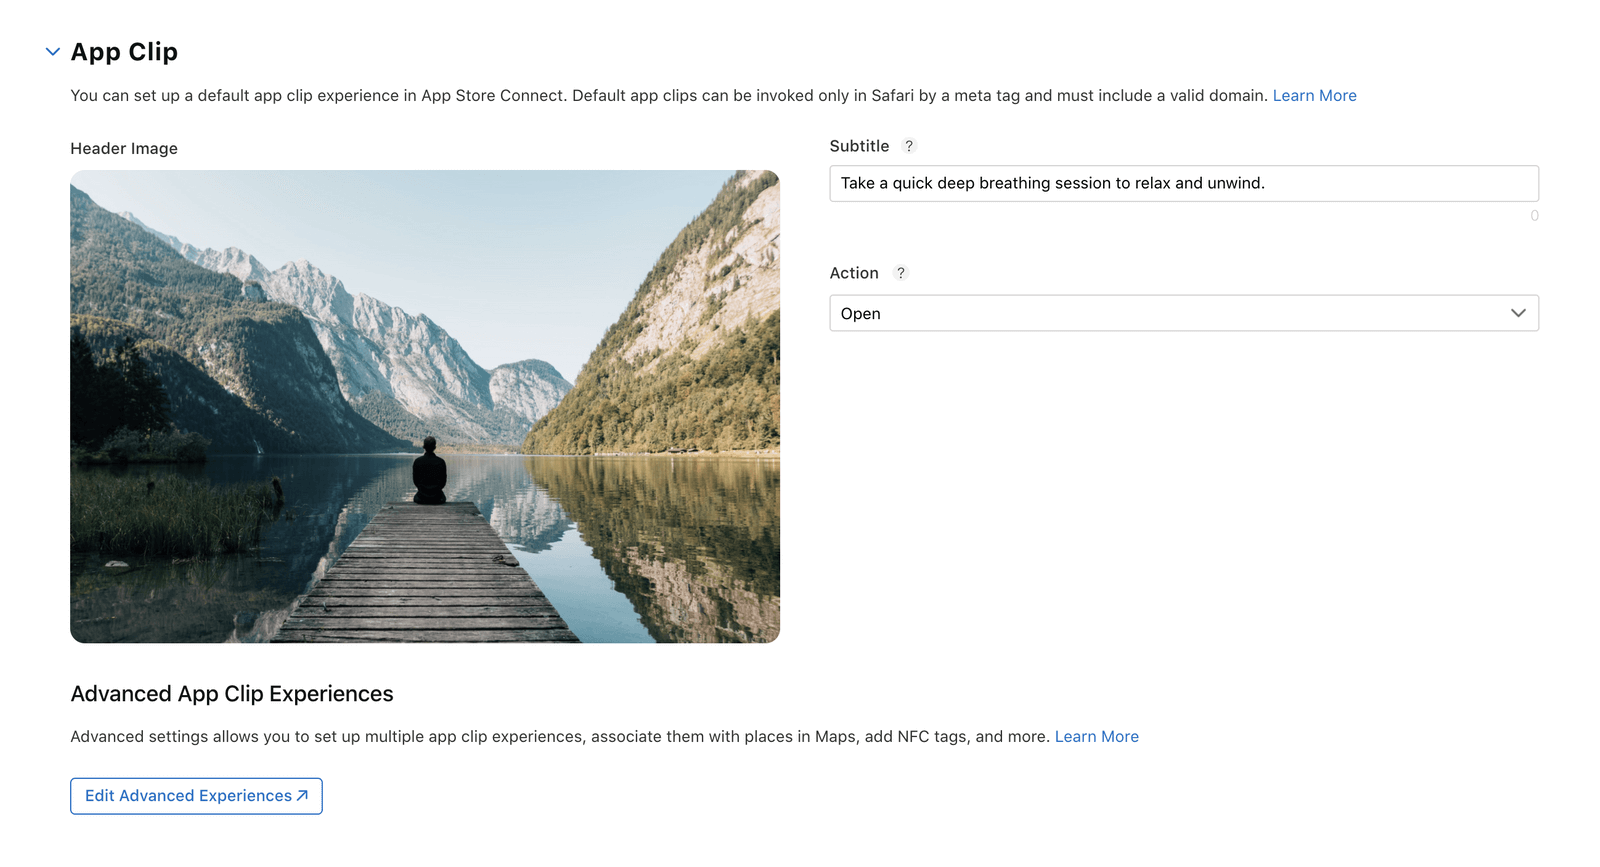 App Clip
You can set up a default app clip experience in App Store Connect. Default app clips can be invoked only in Safari by a meta tag and must include a valid domain. Learn More
Header Image
Subtitle ?
Take a quick deep breathing session to relax and unwind.
0
Action ?
Open
Advanced App Clip Experiences
Advanced settings allows you to set up multiple app clip experiences, associate them with places in Maps, add NFC tags, and more. Learn More
Edit Advanced Experiences